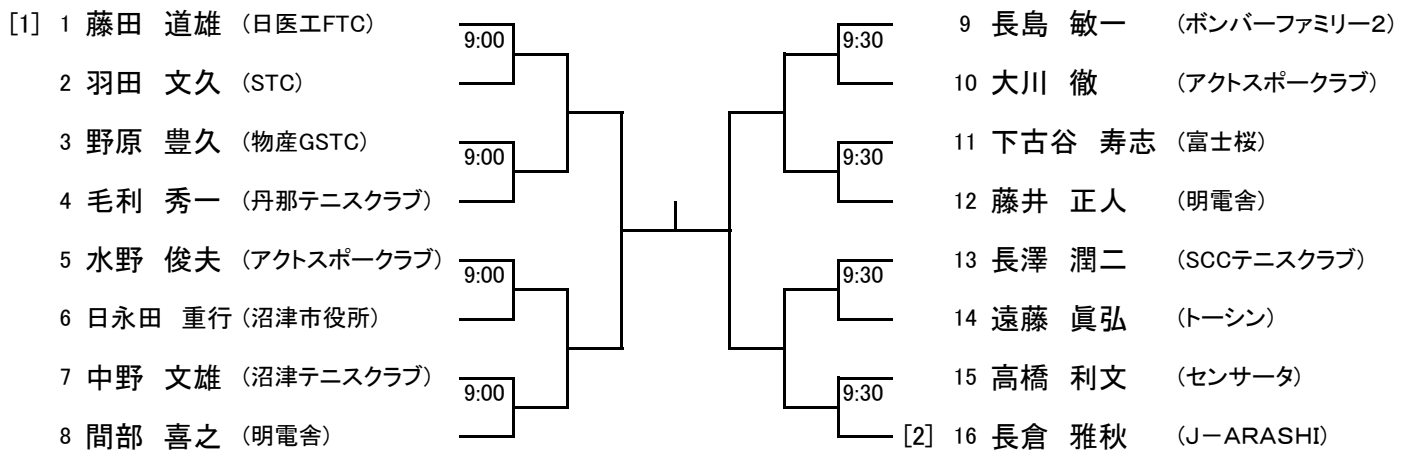 [1] 1 藤田 道雄 (日医工FTC)
9:00
2 羽田 文久 (STC)
3 野原 豊久 (物産GSTC)
9:00
4 毛利 秀一 (丹那テニスクラブ)
5 水野 俊夫 (アクトスポークラブ)
9:00
6 日永田 重行 (沼津市役所)
7 中野 文雄 (沼津テニスクラブ)
9:00
8 間部 喜之 (明電舎)
9 長島 敏一 (ボンバーファミリー2)
9:30
10 大川 徹 (アクトスポークラブ)
11 下古谷 寿志 (富士桜)
9:30
12 藤井 正人 (明電舎)
13 長澤 潤二 (SCCテニスクラブ)
9:30
14 遠藤 眞弘 (トーシン)
15 高橋 利文 (センサータ)
9:30
[2] 16 長倉 雅秋 (J－ARASHI)